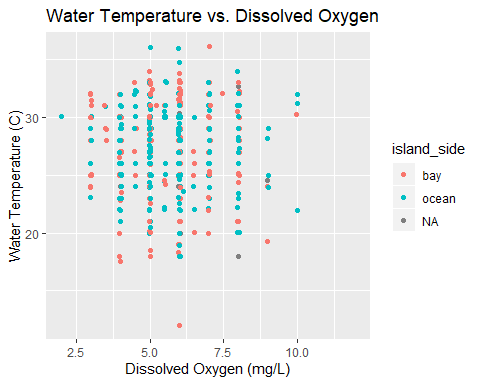 Water Temperature vs. Dissolved Oxygen
Water Temperature (C)
30
20
2.5 5.0 7.5 10.0
Dissolved Oxygen (mg/L)
island_side
bay
ocean
NA